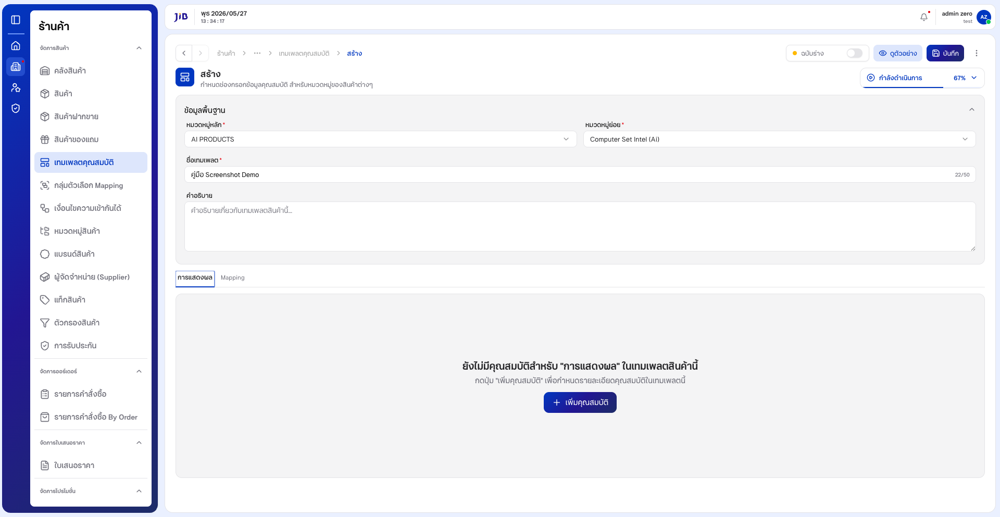 ร้านค้า
จัดการสินค้า
คลังสินค้า
สินค้า
สินค้าฝากขาย
สินค้าของแถม
เทมเพลตคุณสมบัติ
กลุ่มตัวเลือก Mapping
เงื่อนไขความเข้ากันได้
หมวดหมู่สินค้า
แบรนด์สินค้า
ผู้จัดจำหน่าย (Supplier)
แท็กสินค้า
ตัวกรองสินค้า
การรับประกัน
จัดการออร์เดอร์
รายการคำสั่งซื้อ
รายการคำสั่งซื้อ By Order
จัดการใบเสนอราคา
ใบเสนอราคา
จัดการโปรโมชั่น
JIB
พุธ 2026/05/27
13 : 34 : 17
admin zero
test
AZ
ร้านค้า > ... > เทมเพลตคุณสมบัติ > สร้าง
ฉบับร่าง
ดูตัวอย่าง
บันทึก
สร้าง
กำหนดช่องกรอกข้อมูลคุณสมบัติ สำหรับหมวดหมู่ของสินค้าต่างๆ
กำลังดำเนินการ 67%
ข้อมูลพื้นฐาน
หมวดหมู่หลัก* หมวดหมู่ย่อย*
AI PRODUCTS Computer Set Intel (Ai)
ชื่อเทมเพลต*
คู่มือ Screenshot Demo 22/50
คำอธิบาย
คำอธิบายเกี่ยวกับเทมเพลตสินค้านี้...
การแสดงผล Mapping
ยังไม่มีคุณสมบัติสำหรับ "การแสดงผล" ในเทมเพลตสินค้านี้
กดปุ่ม "เพิ่มคุณสมบัติ" เพื่อกำหนดรายละเอียดคุณสมบัติในเทมเพลตนี้
เพิ่มคุณสมบัติ